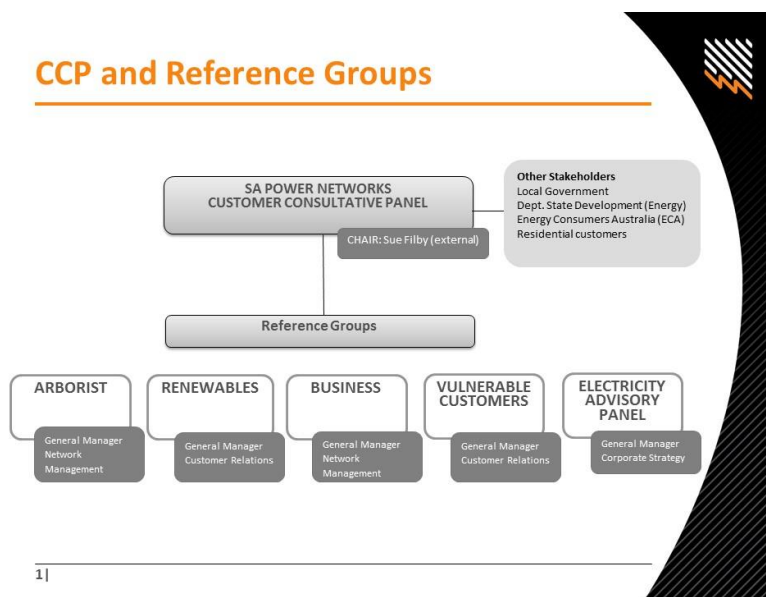 CCP and Reference Groups
SA POWER NETWORKS
CUSTOMER CONSULTATIVE PANEL
CHAIR: Sue Filby (external)
Other Stakeholders
Local Government
Dept. State Development (Energy)
Energy Consumers Australia (ECA)
Residential customers
Reference Groups
ARBORIST
General Manager
Network
Management
RENEWABLES
General Manager
Customer Relations
BUSINESS
General Manager
Network
Management
VULNERABLE
CUSTOMERS
General Manager
Customer Relations
ELECTRICITY
ADVISORY
PANEL
General Manager
Corporate Strategy
1|